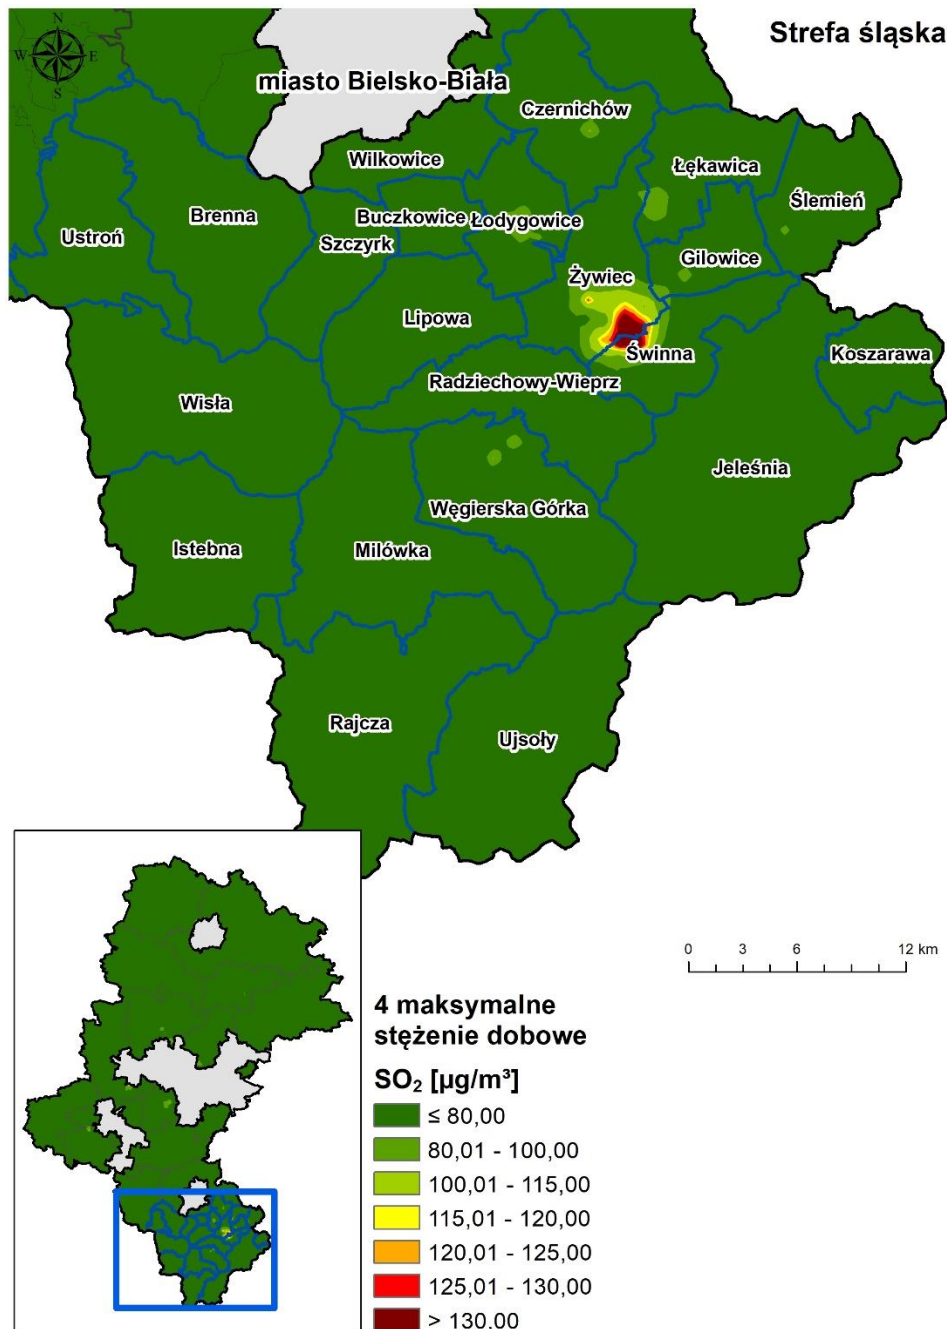 Strefa śląska
N
W
E
S
miasto Bielsko-Biała
Czernichów
Wilkowice
Łękawica
Ślemień
Brenna
Buczkowice
Łodygowice
Ustroń
Szczyrk
Gilowice
Żywiec
Lipowa
Świnna
Koszarawa
Radziechowy-Wieprz
Wisła
Jeleśnia
Węgierska Górka
Istebna
Milówka
Rajcza
Ujsoły
0 3 6 12 km
4 maksymalne
stężenie dobowe
SO₂ [µg/m³]
≤ 80,00
80,01 - 100,00
100,01 - 115,00
115,01 - 120,00
120,01 - 125,00
125,01 - 130,00
> 130,00